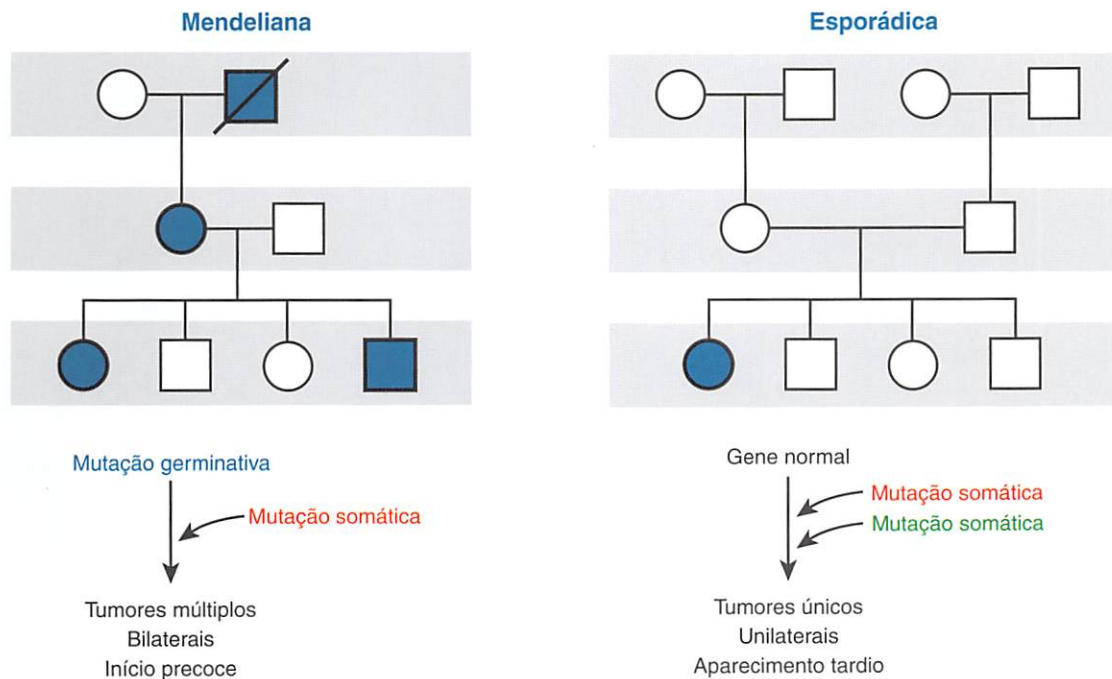 Mendeliana
Mutação germinativa
Mutação somática
Tumores múltiplos
Bilaterais
Início precoce
Esporádica
Gene normal
Mutação somática
Mutação somática
Tumores únicos
Unilaterais
Aparecimento tardio